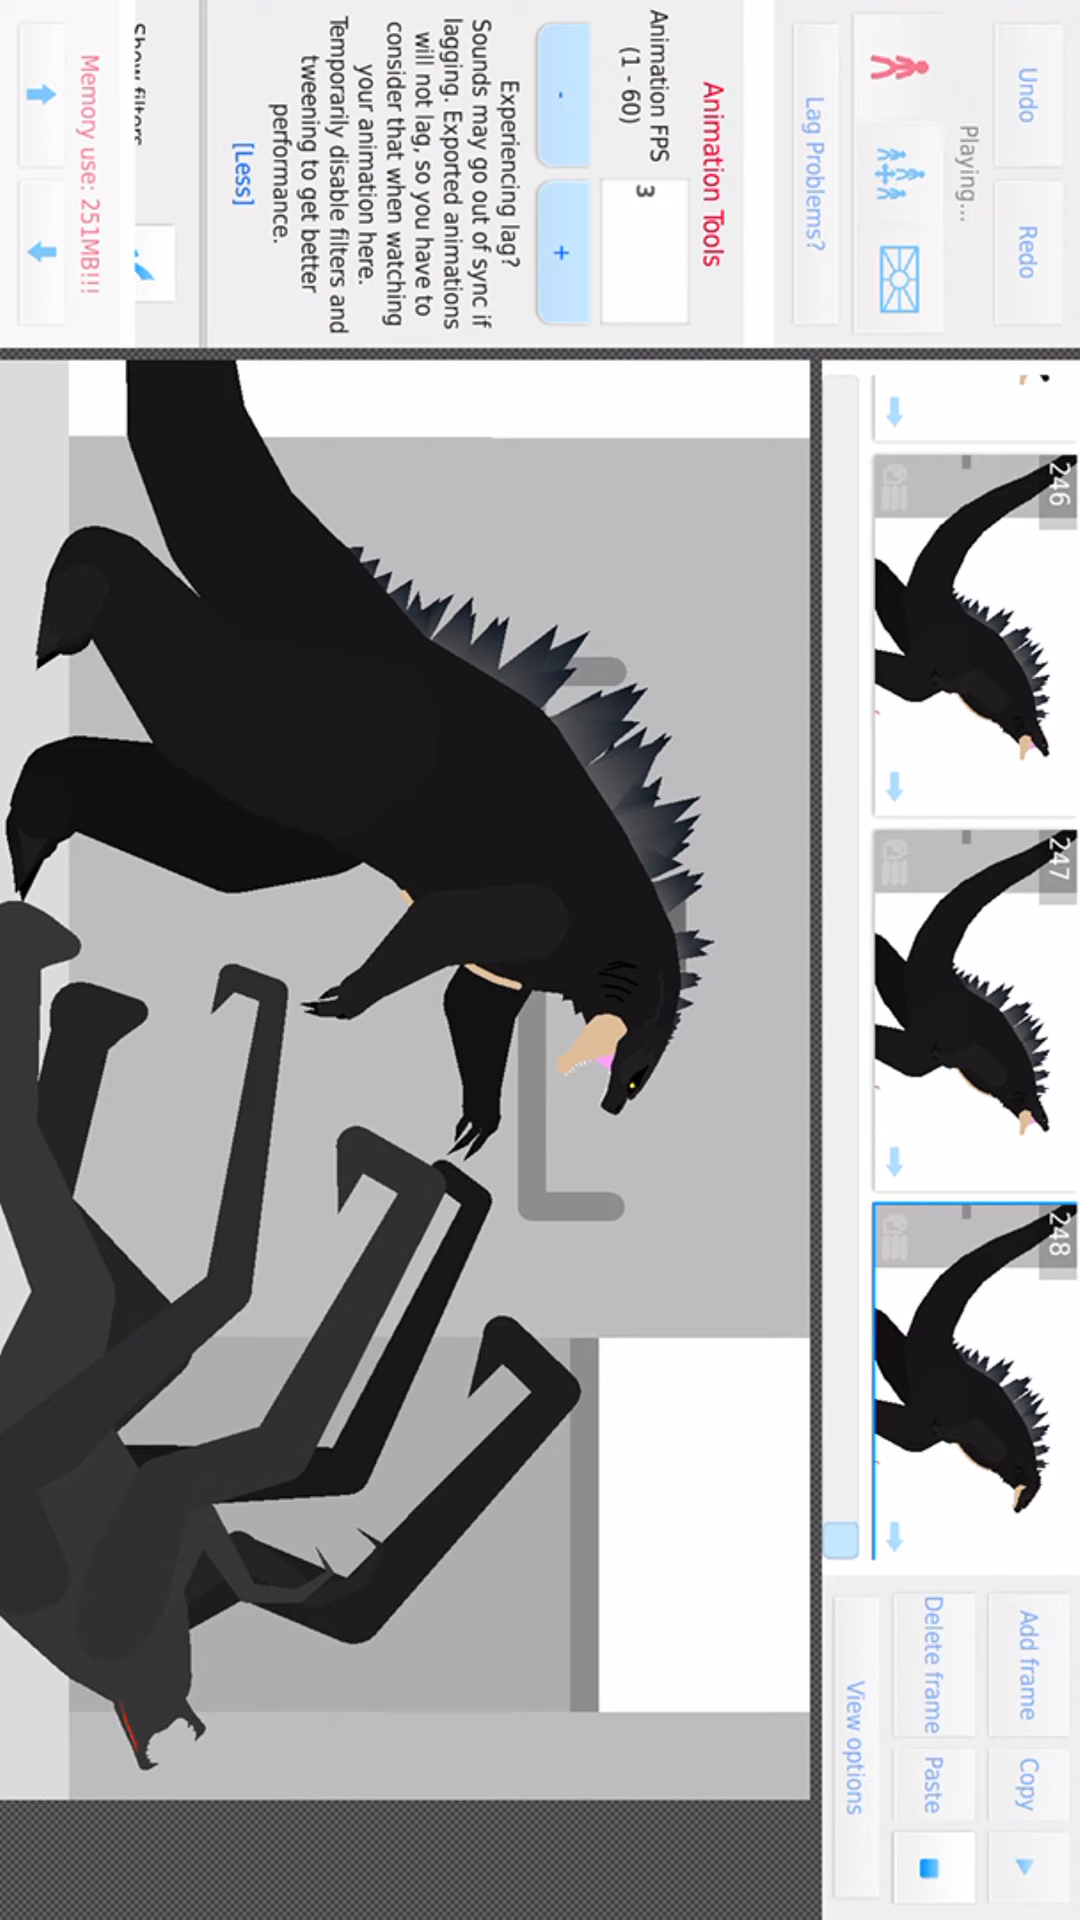 Undo
Redo
Playing...
Lag Problems?
Animation Tools
Animation FPS
(1 - 60)
3
-
+
Experiencing lag?
Sounds may go out of sync if
lagging. Exported animations
will not lag, so you have to
consider that when watching
your animation here.
Temporarily disable filters and
tweening to get better
performance.
[Less]
Show filters
Memory use: 251MB!!!
246
247
248
Add frame
Copy
Delete frame
Paste
View options